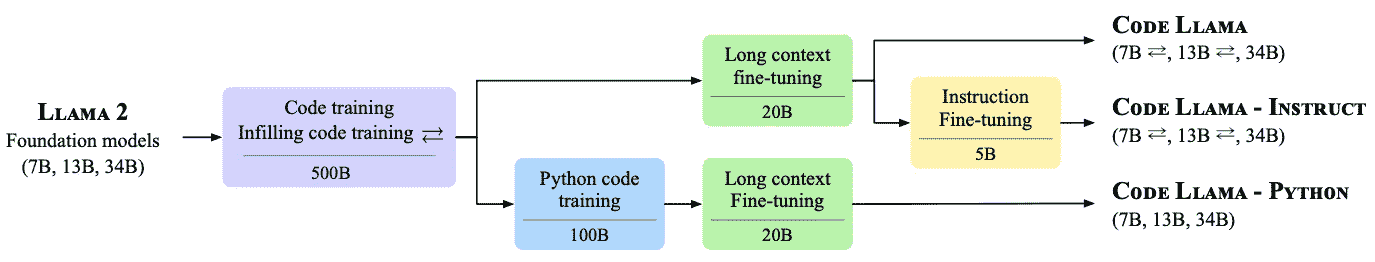 LLAMA 2
Foundation models
(7B, 13B, 34B)
Code training
Infilling code training ⇄
500B
Long context
fine-tuning
20B
Python code
training
100B
Long context
Fine-tuning
20B
Instruction
Fine-tuning
5B
CODE LLAMA
(7B ⇄, 13B ⇄, 34B)
CODE LLAMA - INSTRUCT
(7B ⇄, 13B ⇄, 34B)
CODE LLAMA - PYTHON
(7B, 13B, 34B)